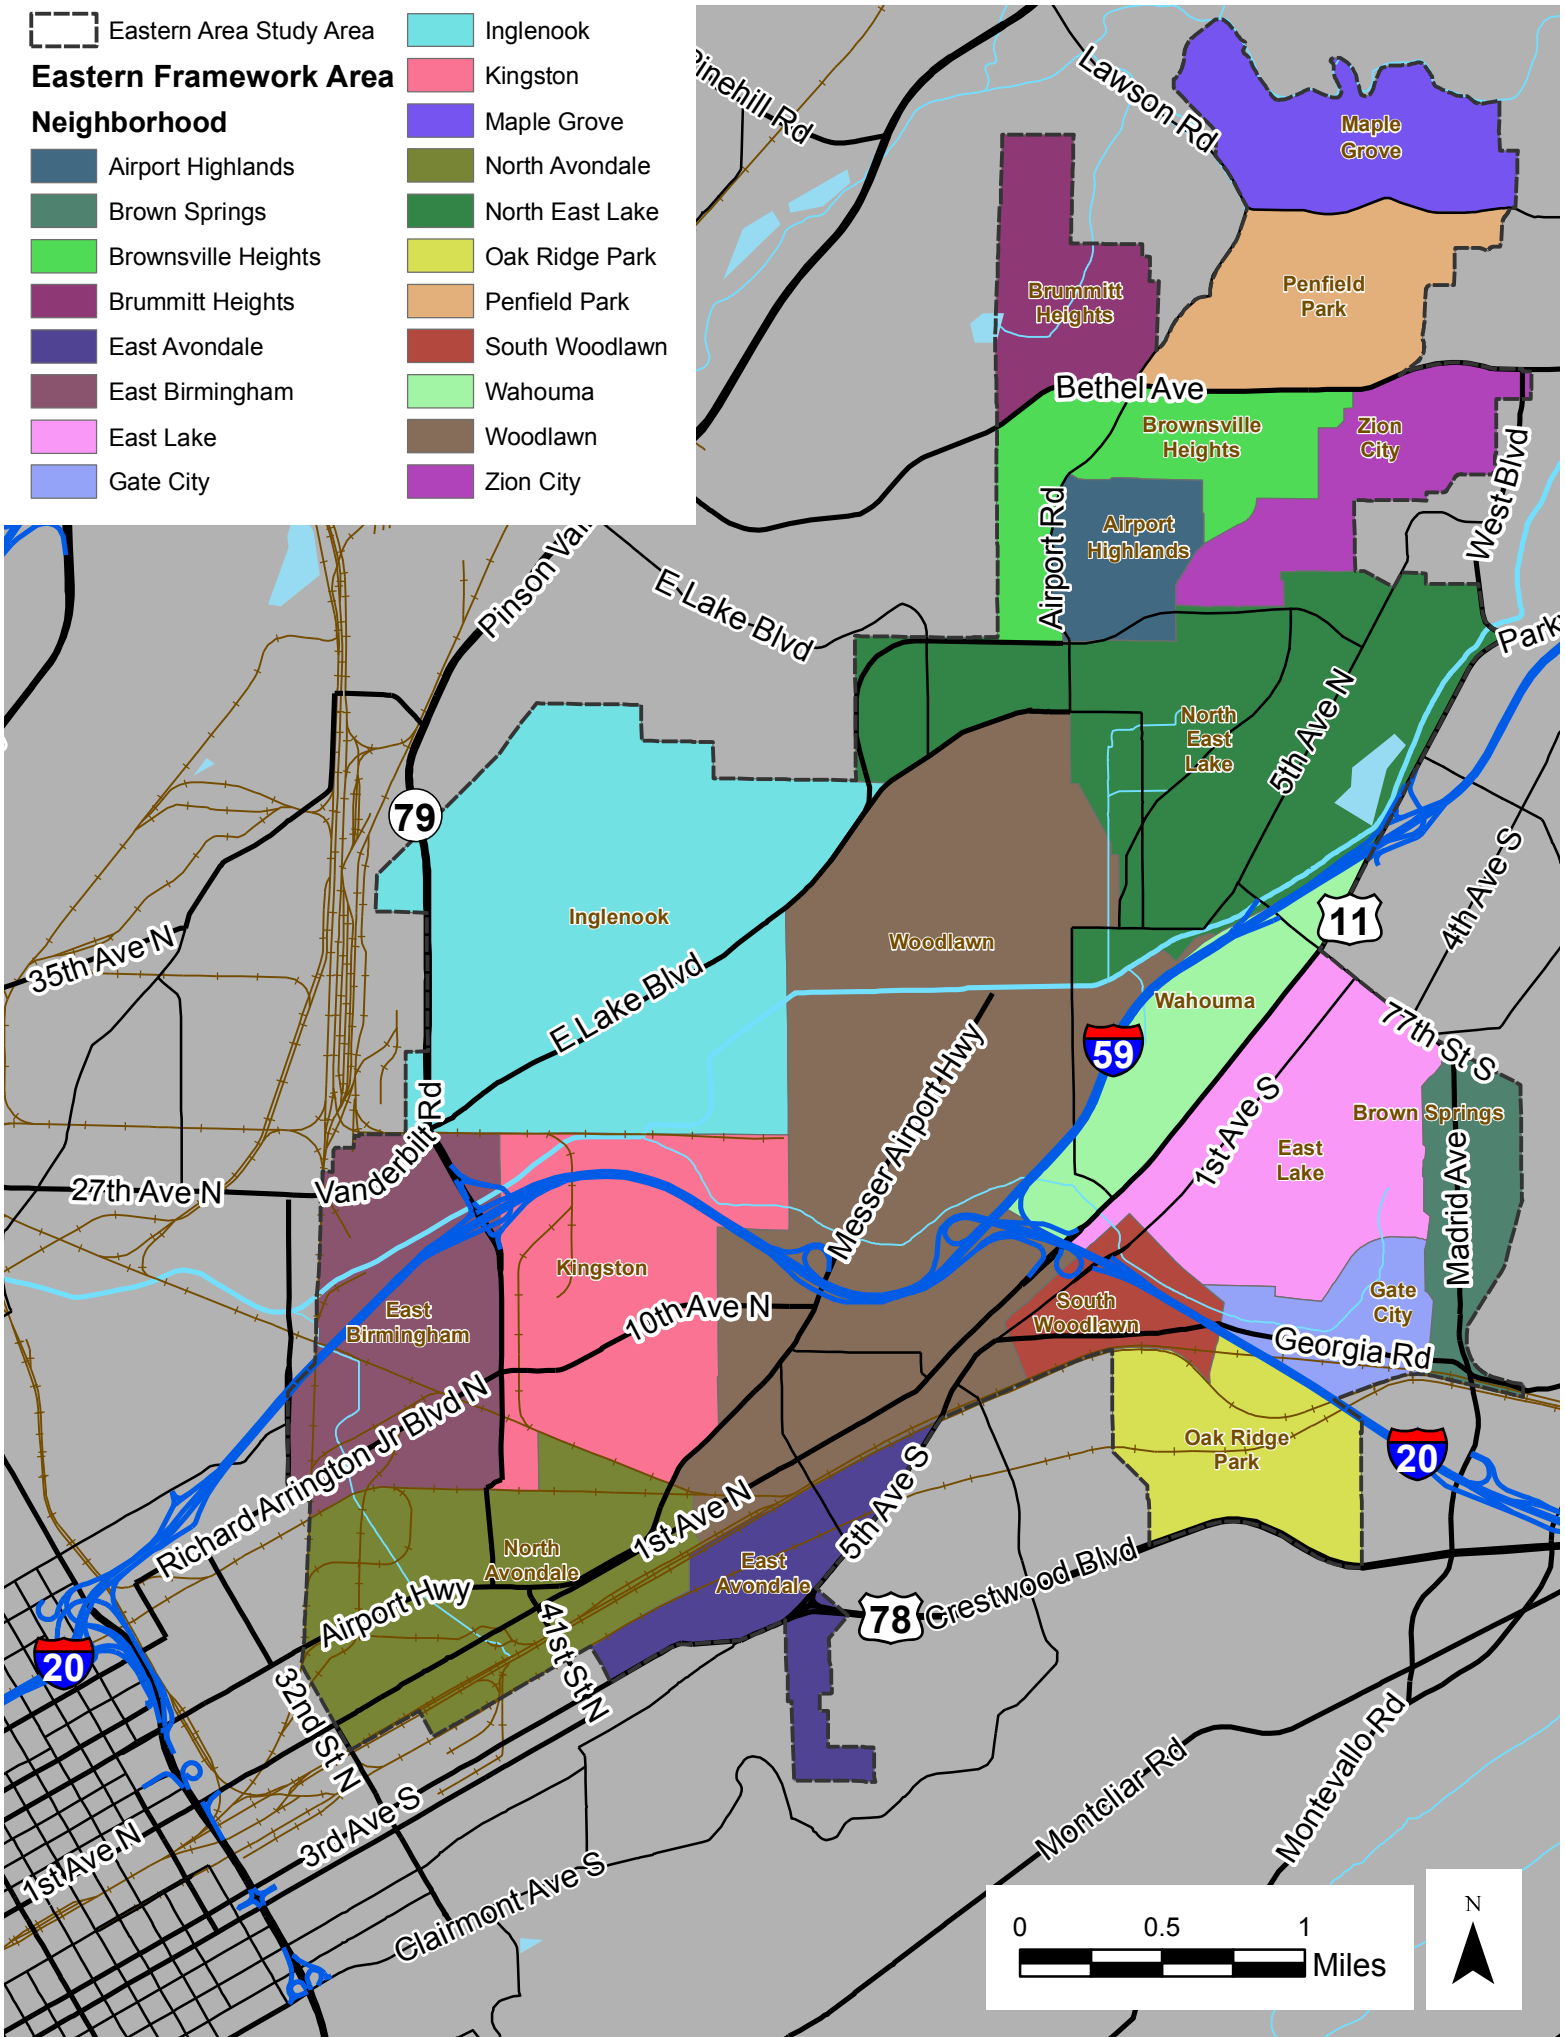 Eastern Area Study Area
Eastern Framework Area
Neighborhood
Airport Highlands
Brown Springs
Brownsville Heights
Brummitt Heights
East Avondale
East Birmingham
East Lake
Gate City
Inglenook
Kingston
Maple Grove
North Avondale
North East Lake
Oak Ridge Park
Penfield Park
South Woodlawn
Wahouma
Woodlawn
Zion City
Pinehill Rd
Lawson Rd
Maple
Grove
Brummitt
Heights
Penfield
Park
Bethel Ave
Brownsville
Heights
Zion
City
West Blvd
Airport Rd
Airport
Highlands
Pinson Val
E Lake Blvd
Park
North
East
Lake
5th Ave N
79
4th Ave S
11
Inglenook
Woodlawn
35th Ave N
E Lake Blvd
Wahouma
77th St S
Messer Airport Hwy
59
Vanderbilt Rd
1st Ave S
Brown Springs
East
Lake
Madrid Ave
27th Ave N
Kingston
East
Birmingham
10th Ave N
South
Woodlawn
Gate
City
Georgia Rd
Richard Arrington Jr Blvd N
Oak Ridge
Park
20
5th Ave S
1st Ave N
North
Avondale
East
Avondale
Airport Hwy
41st St N
78
Crestwood Blvd
20
32nd St N
Montevallo Rd
Montcliar Rd
3rd Ave S
1st Ave N
Clairmont Ave S
0 0.5 1
Miles
N